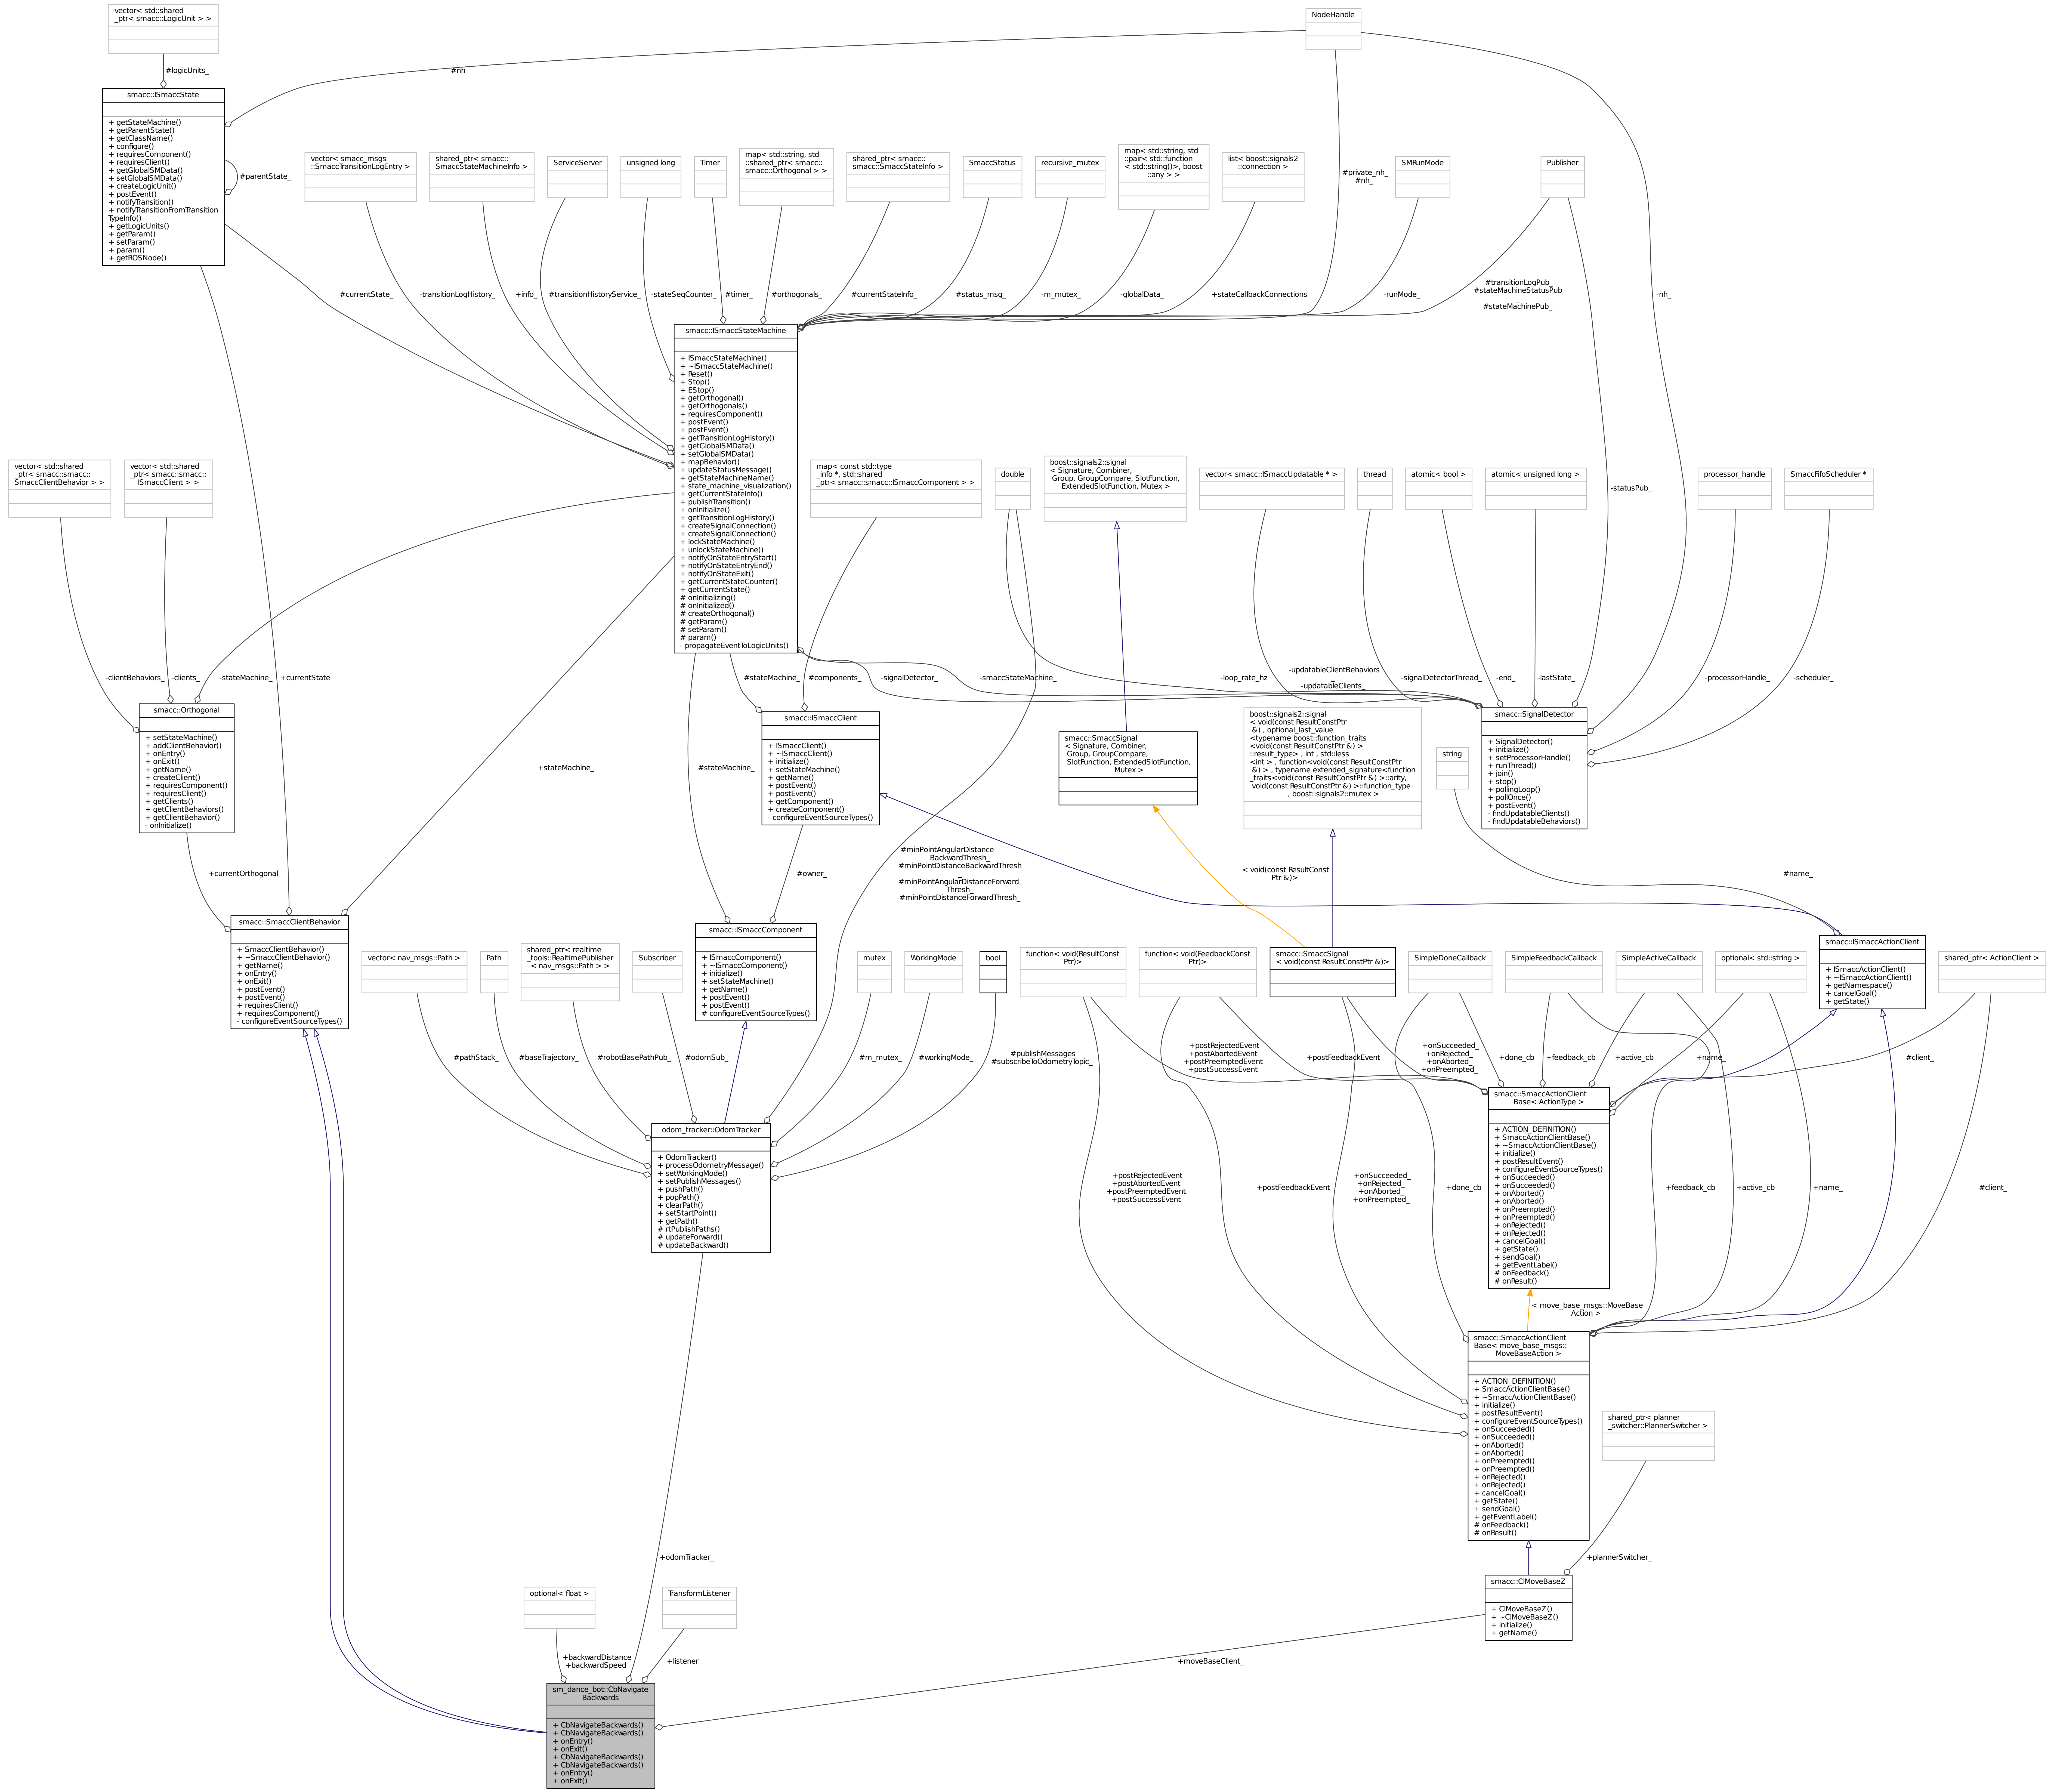 vector< std::shared
_ptr< smacc::LogicUnit > >
NodeHandle
#logicUnits_
#nh
smacc::ISmaccState
+ getStateMachine()
+ getParentState()
+ getClassName()
+ configure()
+ requiresComponent()
+ requiresClient()
+ getGlobalSMData()
+ setGlobalSMData()
+ createLogicUnit()
+ postEvent()
+ notifyTransition()
+ notifyTransitionFromTransition
TypeInfo()
+ getLogicUnits()
+ getParam()
+ setParam()
+ param()
+ getROSNode()
#parentState_
vector< smacc_msgs
::SmaccTransitionLogEntry >
shared_ptr< smacc::
SmaccStateMachineInfo >
ServiceServer
unsigned long
Timer
map< std::string, std
::shared_ptr< smacc::
smacc::Orthogonal > >
shared_ptr< smacc::
smacc::SmaccStateInfo >
SmaccStatus
recursive_mutex
map< std::string, std
::pair< std::function
< std::string()>, boost
::any > >
list< boost::signals2
::connection >
#private_nh_
#nh_
SMRunMode
Publisher
#currentState_
-transitionLogHistory_
+info_
#transitionHistoryService_
-stateSeqCounter_
#timer_
#orthogonals_
#currentStateInfo_
#status_msg_
-m_mutex_
-globalData_
+stateCallbackConnections
-runMode_
#transitionLogPub_
#stateMachineStatusPub
_
#stateMachinePub_
-nh_
smacc::ISmaccStateMachine
+ ISmaccStateMachine()
+ ~ISmaccStateMachine()
+ Reset()
+ Stop()
+ EStop()
+ getOrthogonal()
+ getOrthogonals()
+ requiresComponent()
+ postEvent()
+ postEvent()
+ getTransitionLogHistory()
+ getGlobalSMData()
+ setGlobalSMData()
+ mapBehavior()
+ updateStatusMessage()
+ getStateMachineName()
+ state_machine_visualization()
+ getCurrentStateInfo()
+ publishTransition()
+ onInitialize()
+ getTransitionLogHistory()
+ createSignalConnection()
+ createSignalConnection()
+ lockStateMachine()
+ unlockStateMachine()
+ notifyOnStateEntryStart()
+ notifyOnStateEntryEnd()
+ notifyOnStateExit()
+ getCurrentStateCounter()
+ getCurrentState()
# onInitializing()
# onInitialized()
# createOrthogonal()
# getParam()
# setParam()
# param()
- propagateEventToLogicUnits()
vector< std::shared
_ptr< smacc::smacc::
SmaccClientBehavior > >
vector< std::shared
_ptr< smacc::smacc::
ISmaccClient > >
map< const std::type
_info *, std::shared
_ptr< smacc::smacc::ISmaccComponent > >
double
boost::signals2::signal
< Signature, Combiner,
Group, GroupCompare, SlotFunction,
ExtendedSlotFunction, Mutex >
vector< smacc::ISmaccUpdatable * >
thread
atomic< bool >
atomic< unsigned long >
-statusPub_
processor_handle
SmaccFifoScheduler *
-clientBehaviors_
-clients_
-stateMachine_
+currentState
#stateMachine_
#components_
-signalDetector_
-smaccStateMachine_
-loop_rate_hz
-updatableClientBehaviors
_
-updatableClients_
-signalDetectorThread_
-end_
-lastState_
-processorHandle_
-scheduler_
smacc::Orthogonal
+ setStateMachine()
+ addClientBehavior()
+ onEntry()
+ onExit()
+ getName()
+ createClient()
+ requiresComponent()
+ requiresClient()
+ getClients()
+ getClientBehaviors()
+ getClientBehavior()
- onInitialize()
+stateMachine_
#stateMachine_
smacc::ISmaccClient
+ ISmaccClient()
+ ~ISmaccClient()
+ initialize()
+ setStateMachine()
+ getName()
+ postEvent()
+ postEvent()
+ getComponent()
+ createComponent()
- configureEventSourceTypes()
smacc::SmaccSignal
< Signature, Combiner,
Group, GroupCompare,
SlotFunction, ExtendedSlotFunction,
Mutex >
boost::signals2::signal
< void(const ResultConstPtr
&) , optional_last_value
<typename boost::function_traits
<void(const ResultConstPtr &) >
::result_type> , int , std::less
<int > , function<void(const ResultConstPtr
&) > , typename extended_signature<function
_traits<void(const ResultConstPtr &) >::arity,
void(const ResultConstPtr &) >::function_type
, boost::signals2::mutex >
string
smacc::SignalDetector
+ SignalDetector()
+ initialize()
+ setProcessorHandle()
+ runThread()
+ join()
+ stop()
+ pollingLoop()
+ pollOnce()
+ postEvent()
- findUpdatableClients()
- findUpdatableBehaviors()
+currentOrthogonal
#owner_
#minPointAngularDistance
BackwardThresh_
#minPointDistanceBackwardThresh
_
#minPointAngularDistanceForward
Thresh_
#minPointDistanceForwardThresh_
< void(const ResultConst
Ptr &)>
#name_
smacc::SmaccClientBehavior
+ SmaccClientBehavior()
+ ~SmaccClientBehavior()
+ getName()
+ onEntry()
+ onExit()
+ postEvent()
+ postEvent()
+ requiresClient()
+ requiresComponent()
- configureEventSourceTypes()
vector< nav_msgs::Path >
Path
shared_ptr< realtime
_tools::RealtimePublisher
< nav_msgs::Path > >
Subscriber
smacc::ISmaccComponent
+ ISmaccComponent()
+ ~ISmaccComponent()
+ initialize()
+ setStateMachine()
+ getName()
+ postEvent()
+ postEvent()
# configureEventSourceTypes()
mutex
WorkingMode
bool
function< void(ResultConst
Ptr)>
function< void(FeedbackConst
Ptr)>
smacc::SmaccSignal
< void(const ResultConstPtr &)>
SimpleDoneCallback
SimpleFeedbackCallback
SimpleActiveCallback
optional< std::string >
smacc::ISmaccActionClient
+ ISmaccActionClient()
+ ~ISmaccActionClient()
+ getNamespace()
+ cancelGoal()
+ getState()
shared_ptr< ActionClient >
#pathStack_
#baseTrajectory_
#robotBasePathPub_
#odomSub_
#m_mutex_
#workingMode_
#publishMessages
#subscribeToOdometryTopic_
+postRejectedEvent
+postAbortedEvent
+postPreemptedEvent
+postSuccessEvent
+postFeedbackEvent
+onSucceeded_
+onRejected_
+onAborted_
+onPreempted_
+done_cb
+feedback_cb
+active_cb
+name_
#client_
odom_tracker::OdomTracker
+ OdomTracker()
+ processOdometryMessage()
+ setWorkingMode()
+ setPublishMessages()
+ pushPath()
+ popPath()
+ clearPath()
+ setStartPoint()
+ getPath()
# rtPublishPaths()
# updateForward()
# updateBackward()
smacc::SmaccActionClient
Base< ActionType >
+ ACTION_DEFINITION()
+ SmaccActionClientBase()
+ ~SmaccActionClientBase()
+ initialize()
+ postResultEvent()
+ configureEventSourceTypes()
+ onSucceeded()
+ onSucceeded()
+ onAborted()
+ onAborted()
+ onPreempted()
+ onPreempted()
+ onRejected()
+ onRejected()
+ cancelGoal()
+ getState()
+ sendGoal()
+ getEventLabel()
# onFeedback()
# onResult()
+postRejectedEvent
+postAbortedEvent
+postPreemptedEvent
+postSuccessEvent
+postFeedbackEvent
+onSucceeded_
+onRejected_
+onAborted_
+onPreempted_
+done_cb
+feedback_cb
+active_cb
+name_
#client_
< move_base_msgs::MoveBase
Action >
smacc::SmaccActionClient
Base< move_base_msgs::
MoveBaseAction >
+ ACTION_DEFINITION()
+ SmaccActionClientBase()
+ ~SmaccActionClientBase()
+ initialize()
+ postResultEvent()
+ configureEventSourceTypes()
+ onSucceeded()
+ onSucceeded()
+ onAborted()
+ onAborted()
+ onPreempted()
+ onPreempted()
+ onRejected()
+ onRejected()
+ cancelGoal()
+ getState()
+ sendGoal()
+ getEventLabel()
# onFeedback()
# onResult()
shared_ptr< planner
_switcher::PlannerSwitcher >
+odomTracker_
+plannerSwitcher_
optional< float >
TransformListener
smacc::ClMoveBaseZ
+ ClMoveBaseZ()
+ ~ClMoveBaseZ()
+ initialize()
+ getName()
+backwardDistance
+backwardSpeed
+listener
+moveBaseClient_
sm_dance_bot::CbNavigate
Backwards
+ CbNavigateBackwards()
+ CbNavigateBackwards()
+ onEntry()
+ onExit()
+ CbNavigateBackwards()
+ CbNavigateBackwards()
+ onEntry()
+ onExit()